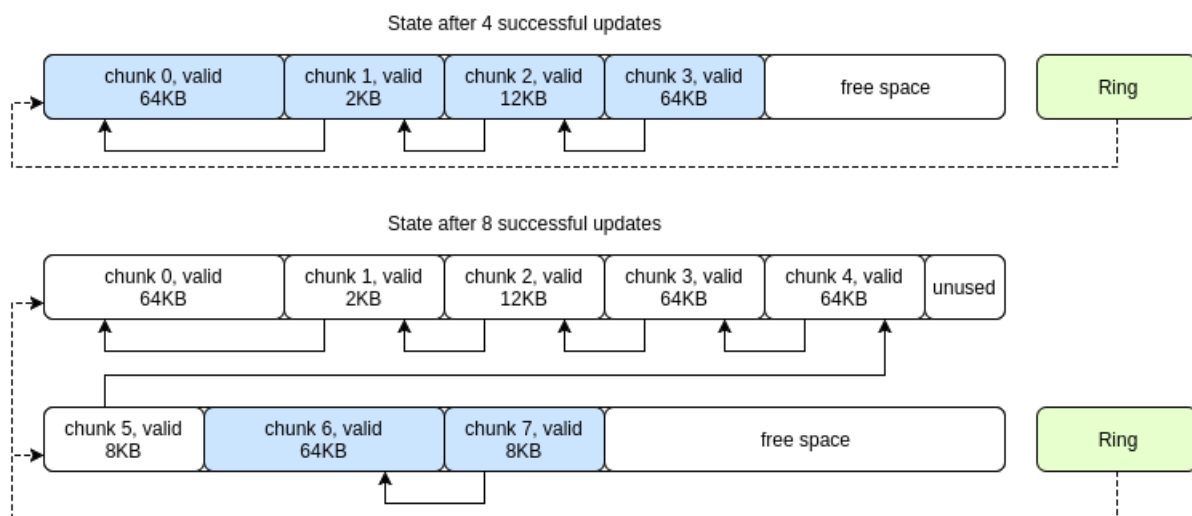 State after 4 successful updates
chunk 0, valid
64KB
chunk 1, valid
2KB
chunk 2, valid
12KB
chunk 3, valid
64KB
free space
Ring
State after 8 successful updates
chunk 0, valid
64KB
chunk 1, valid
2KB
chunk 2, valid
12KB
chunk 3, valid
64KB
chunk 4, valid
64KB
unused
chunk 5, valid
8KB
chunk 6, valid
64KB
chunk 7, valid
8KB
free space
Ring